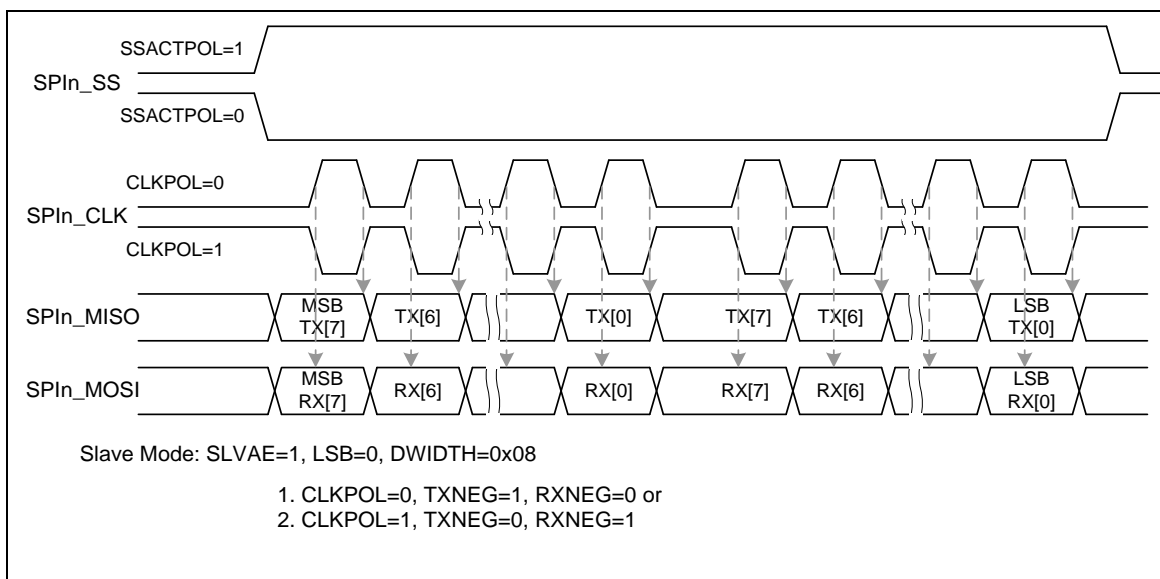 SSACTPOL=1
SPIn_SS
SSACTPOL=0
CLKPOL=0
SPIn_CLK
CLKPOL=1
SPIn_MISO
MSB
TX[7]
TX[6]
TX[0]
TX[7]
TX[6]
LSB
TX[0]
SPIn_MOSI
MSB
RX[7]
RX[6]
RX[0]
RX[7]
RX[6]
LSB
RX[0]
Slave Mode: SLVAE=1, LSB=0, DWIDTH=0x08
1. CLKPOL=0, TXNEG=1, RXNEG=0 or
2. CLKPOL=1, TXNEG=0, RXNEG=1